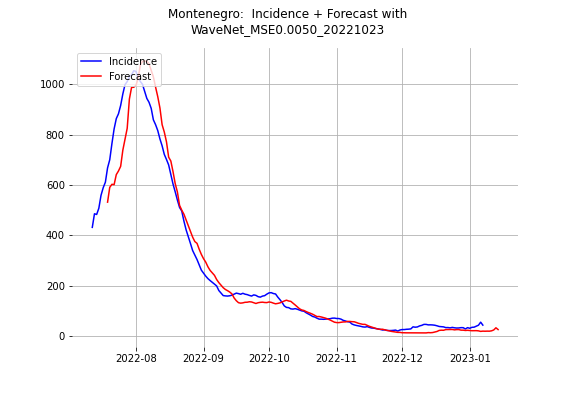 Montenegro:  Incidence + Forecast with
WaveNet_MSE0.0050_20221023
Incidence
Forecast
1000
800
600
400
200
0
2022-08 2022-09 2022-10 2022-11 2022-12 2023-01